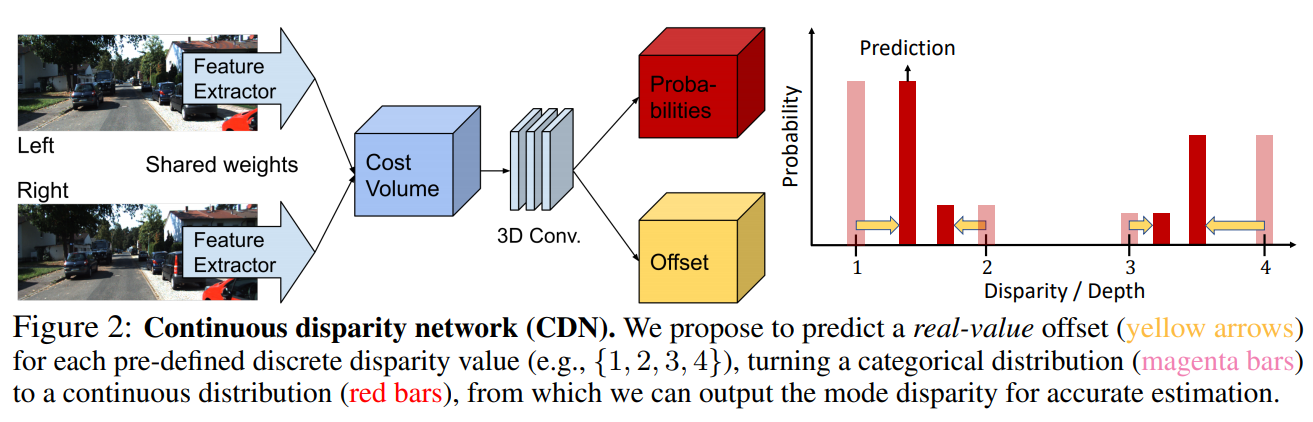 Left
Right
Feature
Extractor
Shared weights
Feature
Extractor
Cost
Volume
3D Conv.
Proba-
bilities
Offset
Prediction
Probability
1 2 3 4
Disparity / Depth
Figure 2: Continuous disparity network (CDN). We propose to predict a real-value offset (yellow arrows)
for each pre-defined discrete disparity value (e.g., {1, 2, 3, 4}), turning a categorical distribution (magenta bars)
to a continuous distribution (red bars), from which we can output the mode disparity for accurate estimation.